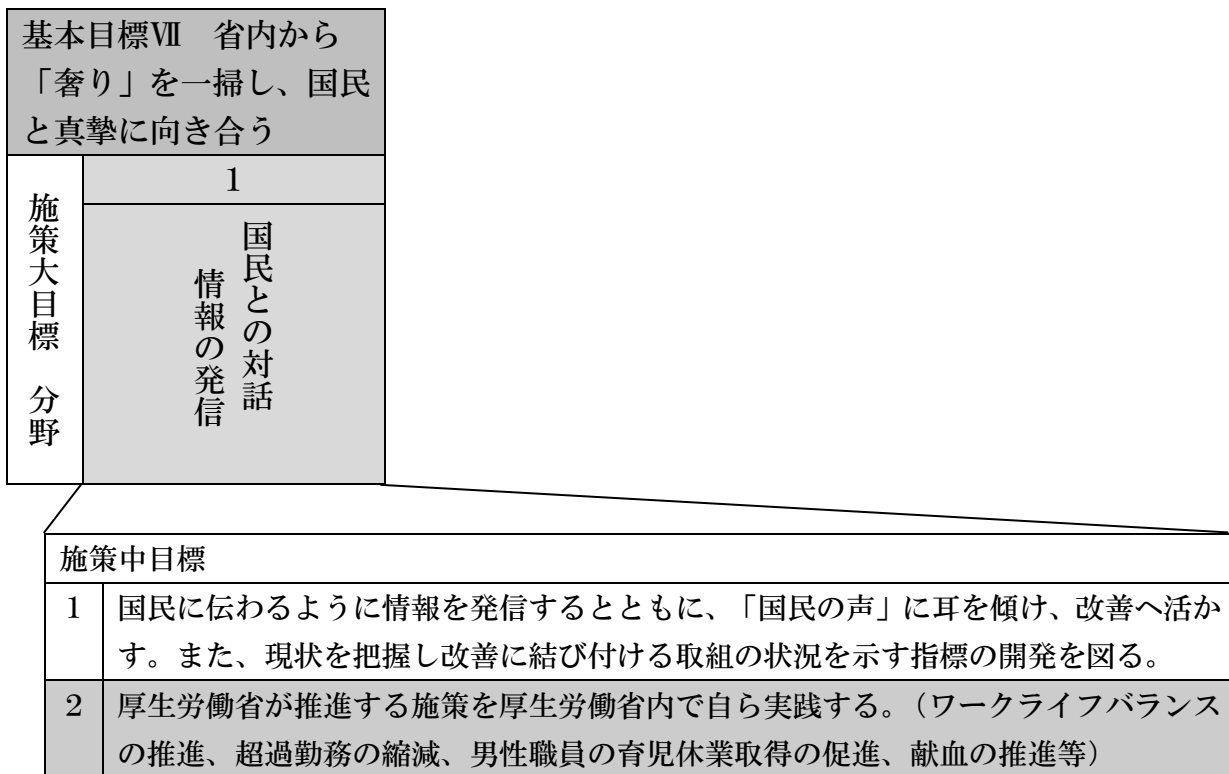 基本目標Ⅶ 省内から
「奢り」を一掃し、国民
と真摯に向き合う
施策大目標 分野
1
国民との対話
情報の発信
施策中目標
1 国民に伝わるように情報を発信するとともに、「国民の声」に耳を傾け、改善へ活か
す。また、現状を把握し改善に結び付ける取組の状況を示す指標の開発を図る。
2 厚生労働省が推進する施策を厚生労働省内で自ら実践する。（ワークライフバランス
の推進、超過勤務の縮減、男性職員の育児休業取得の促進、献血の推進等）